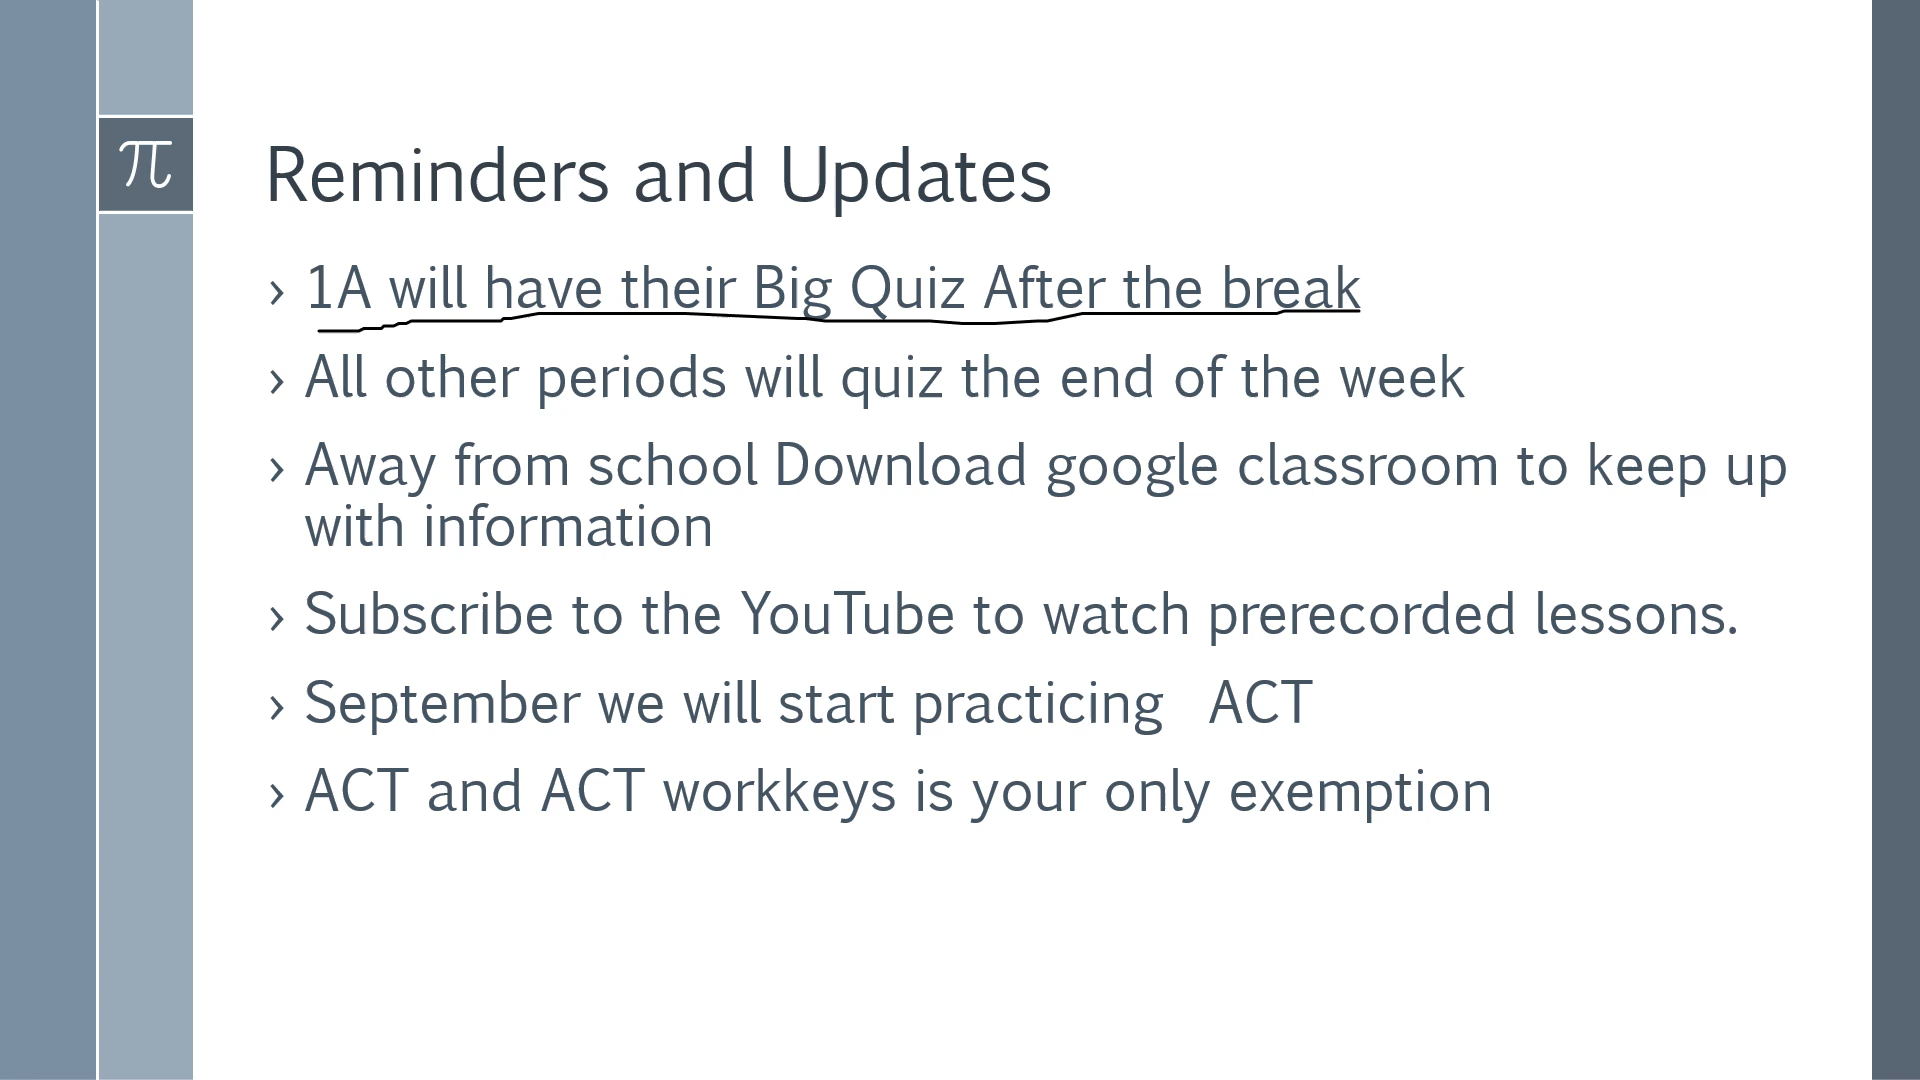 π
Reminders and Updates
› 1A will have their Big Quiz After the break
› All other periods will quiz the end of the week
› Away from school Download google classroom to keep up
with information
› Subscribe to the YouTube to watch prerecorded lessons.
› September we will start practicing   ACT
› ACT and ACT workkeys is your only exemption